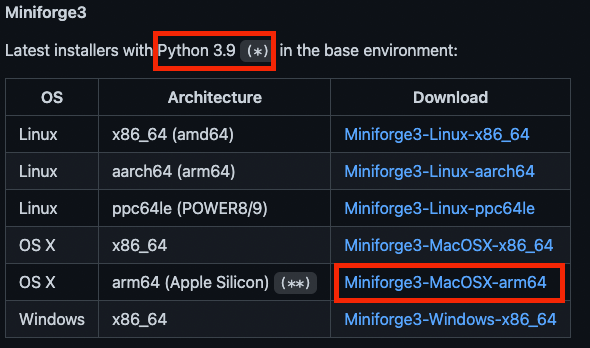 Miniforge3
Latest installers with Python 3.9 (*) in the base environment:
OS Architecture Download
Linux x86_64 (amd64) Miniforge3-Linux-x86_64
Linux aarch64 (arm64) Miniforge3-Linux-aarch64
Linux ppc64le (POWER8/9) Miniforge3-Linux-ppc64le
OS X x86_64 Miniforge3-MacOSX-x86_64
OS X arm64 (Apple Silicon) (**) Miniforge3-MacOSX-arm64
Windows x86_64 Miniforge3-Windows-x86_64